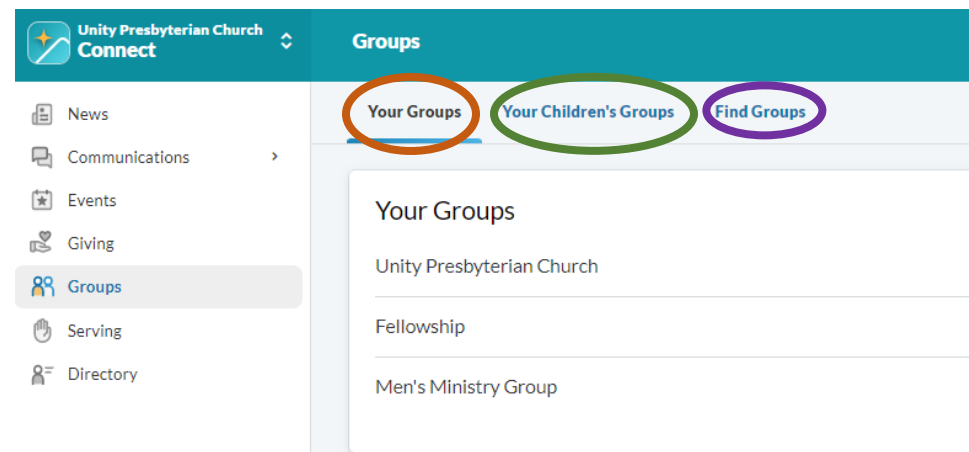 Unity Presbyterian Church
Connect
Groups
News
Communications
Events
Giving
Groups
Serving
Directory
Your Groups
Your Children's Groups
Find Groups
Your Groups
Unity Presbyterian Church
Fellowship
Men's Ministry Group